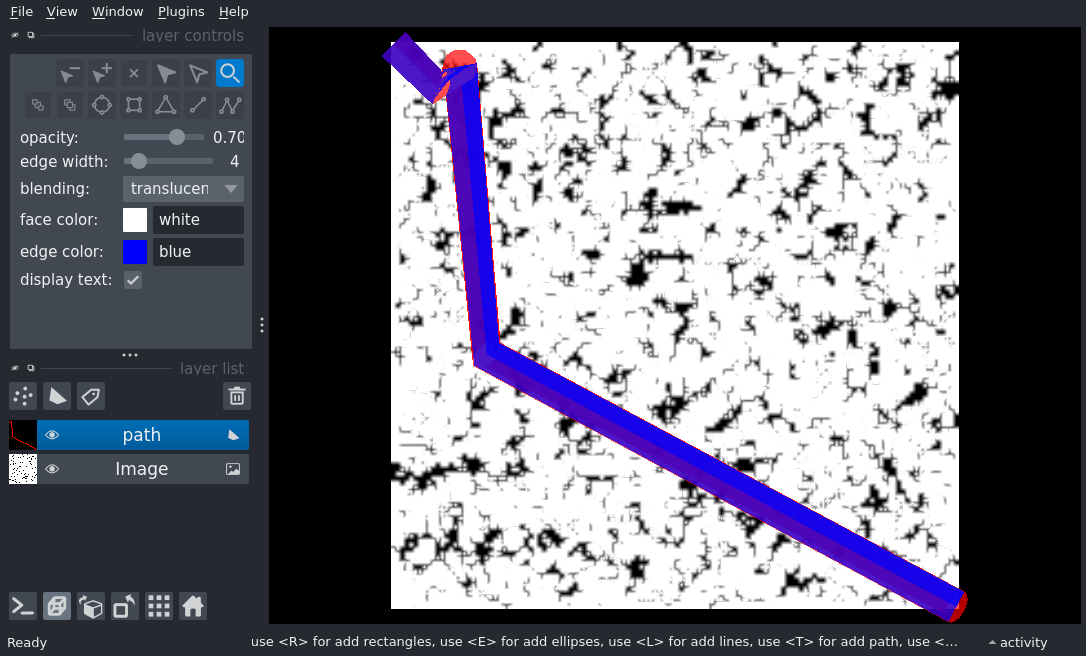 File View Window Plugins Help
layer controls
opacity: 0.70
edge width: 4
blending: translucen
face color: white
edge color: blue
display text:
layer list
path
Image
Ready
use <R> for add rectangles, use <E> for add ellipses, use <L> for add lines, use <T> for add path, use <...
activity